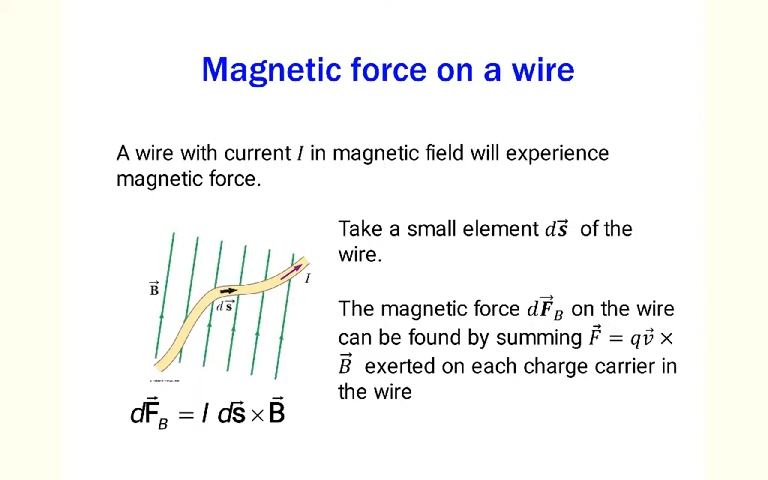 Magnetic force on a wire
A wire with current I in magnetic field will experience
magnetic force.
Take a small element d𝐬⃗ of the
wire.
B⃗
I
d s⃗
The magnetic force dF⃗_B on the wire
can be found by summing F⃗ = qv⃗ ×
B⃗ exerted on each charge carrier in
the wire
dF⃗_B = I ds⃗ × B⃗